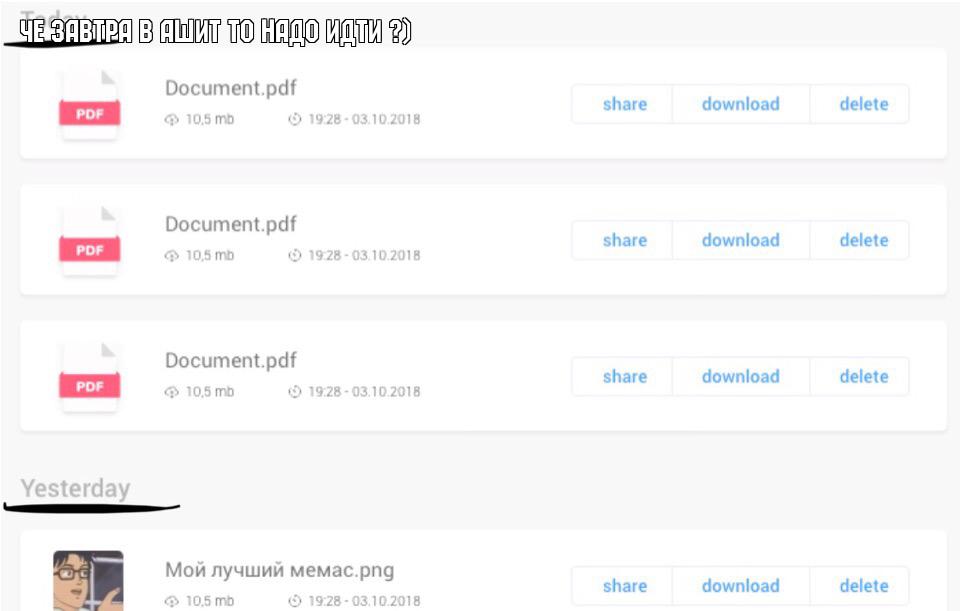 Today
ЧЕ ЗАВТРА В АШИТ ТО НАДО ИДТИ ?)
PDF
Document.pdf
10,5 mb 19:28 - 03.10.2018
share download delete
PDF
Document.pdf
10,5 mb 19:28 - 03.10.2018
share download delete
PDF
Document.pdf
10,5 mb 19:28 - 03.10.2018
share download delete
Yesterday
Мой лучший мемас.png
10,5 mb 19:28 - 03.10.2018
share download delete